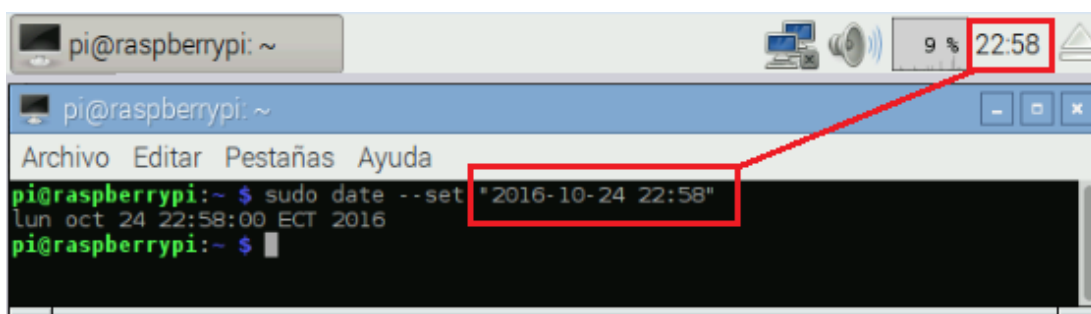 pi@raspberrypi: ~ 9 % 22:58
pi@raspberrypi: ~
Archivo Editar Pestañas Ayuda
pi@raspberrypi:~ $ sudo date --set "2016-10-24 22:58"
lun oct 24 22:58:00 ECT 2016
pi@raspberrypi:~ $